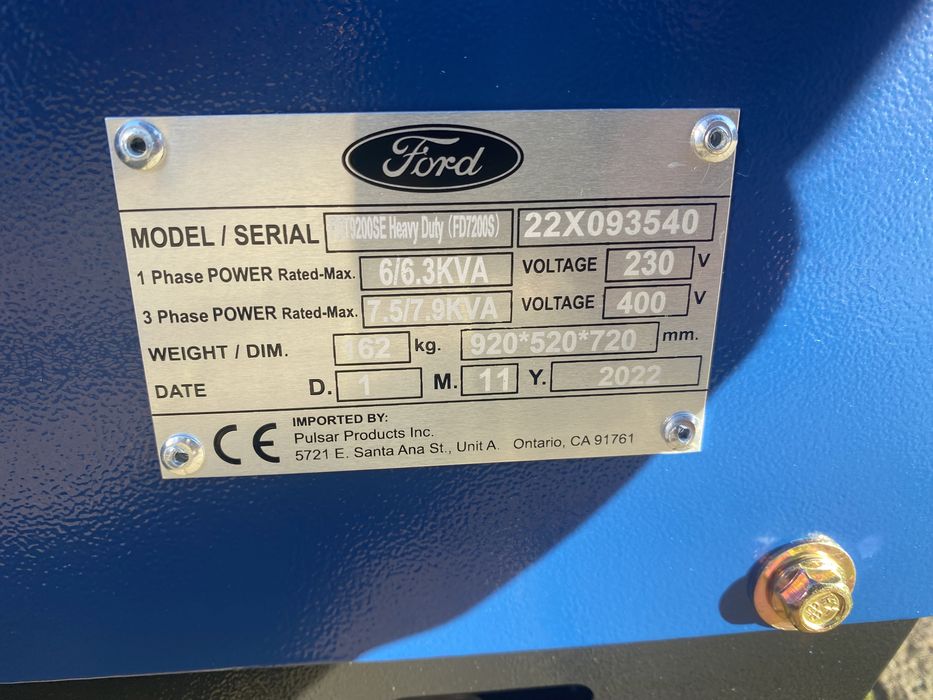 Ford
MODEL / SERIAL Heavy Duty (FD7200S) 22X093540
1 Phase POWER Rated-Max. 6/6.3KVA VOLTAGE 230 V
3 Phase POWER Rated-Max. 7.5/7.9KVA VOLTAGE 400 V
WEIGHT / DIM. 162 kg. 920*520*720 mm.
DATE D. 1 M. 11 Y. 2022
CE IMPORTED BY:
Pulsar Products Inc.
5721 E. Santa Ana St., Unit A. Ontario, CA 91761